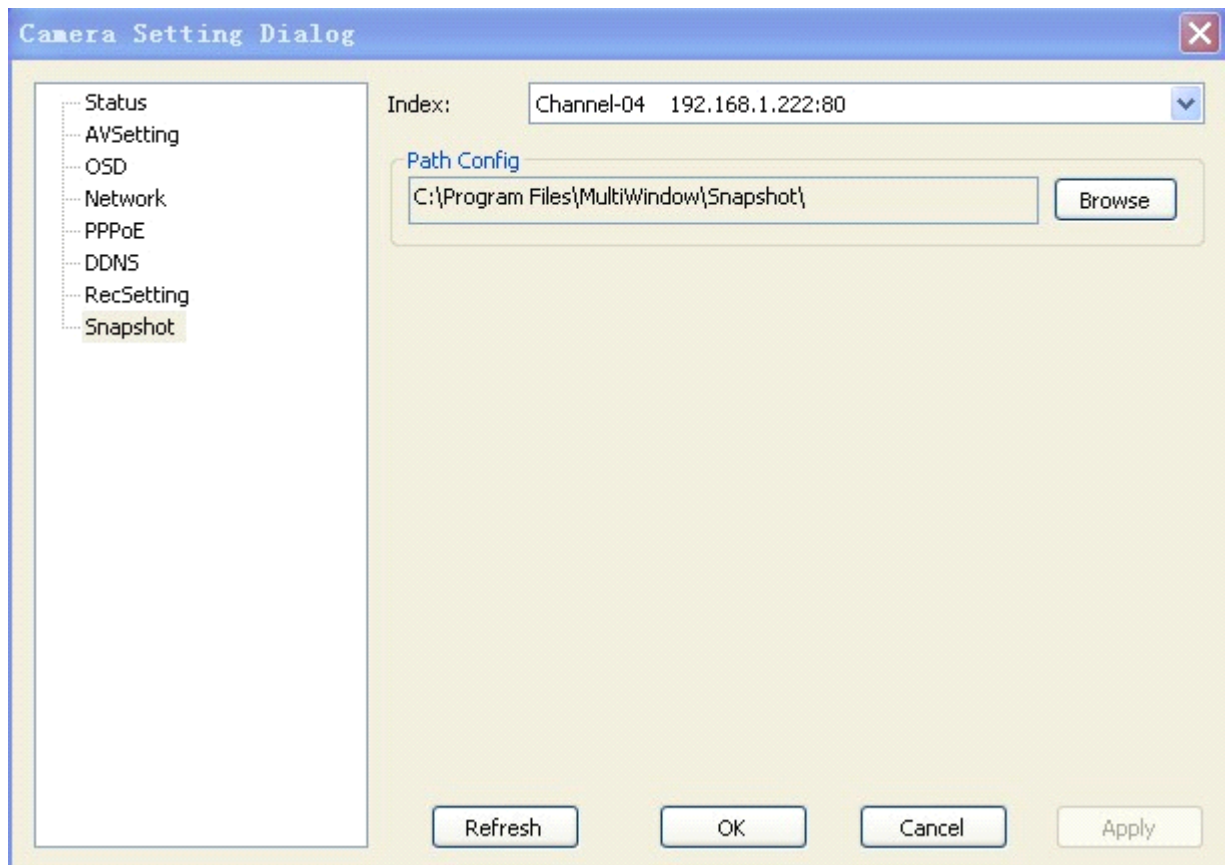 Camera Setting Dialog
Status
AVSetting
OSD
Network
PPPoE
DDNS
RecSetting
Snapshot
Index:
Channel-04 192.168.1.222:80
Path Config
C:\Program Files\MultiWindow\Snapshot\
Browse
Refresh
OK
Cancel
Apply